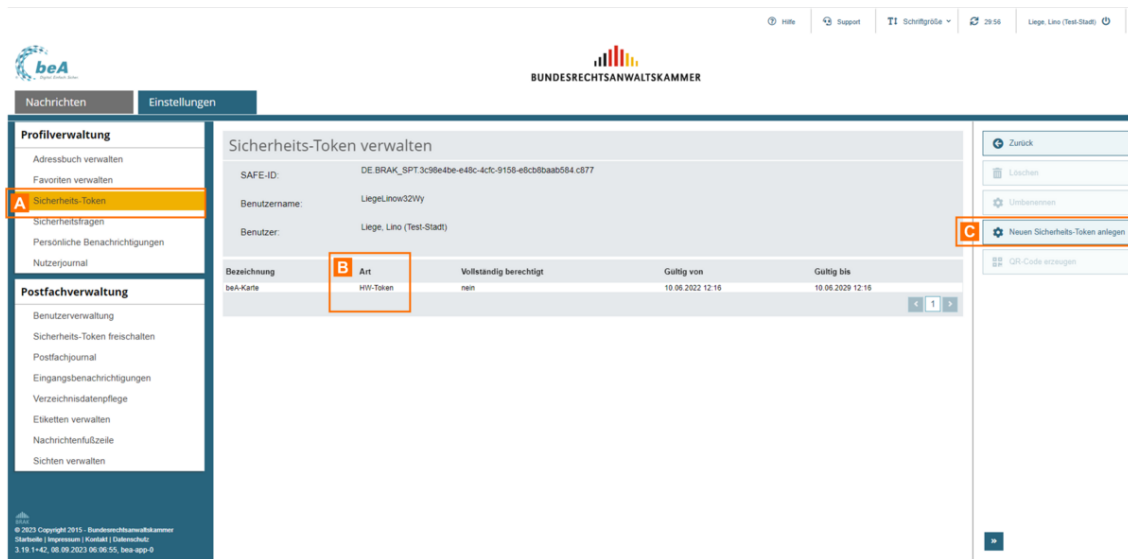 Hilfe
Support
TI Schriftgröße
29:56
Liege, Lino (Test-Stadt)
beA
BUNDESRECHTSANWALTSKAMMER
Nachrichten
Einstellungen
Profilverwaltung
Adressbuch verwalten
Favoriten verwalten
A Sicherheits-Token
Sicherheitsfragen
Persönliche Benachrichtigungen
Nutzerjournal
Postfachverwaltung
Benutzerverwaltung
Sicherheits-Token freischalten
Postfachjournal
Eingangsbenachrichtigungen
Verzeichnisdatenpflege
Etiketten verwalten
Nachrichtenfußzeile
Sichten verwalten
BRAK
© 2023 Copyright 2015 - Bundesrechtsanwaltskammer
Startseite | Impressum | Kontakt | Datenschutz
3.19.1+42, 08.09.2023 06:06:55, bea-app-0
Sicherheits-Token verwalten
SAFE-ID: DE.BRAK_SPT.3c98e4be-e48c-4cfc-9158-e8cb8baab584.c877
Benutzername: LiegeLinow32Wy
Benutzer: Liege, Lino (Test-Stadt)
Bezeichnung B Art Vollständig berechtigt Gültig von Gültig bis
beA-Karte HW-Token nein 10.06.2022 12:16 10.06.2029 12:16
< 1 >
Zurück
Löschen
Umbenennen
C Neuen Sicherheits-Token anlegen
QR-Code erzeugen
»